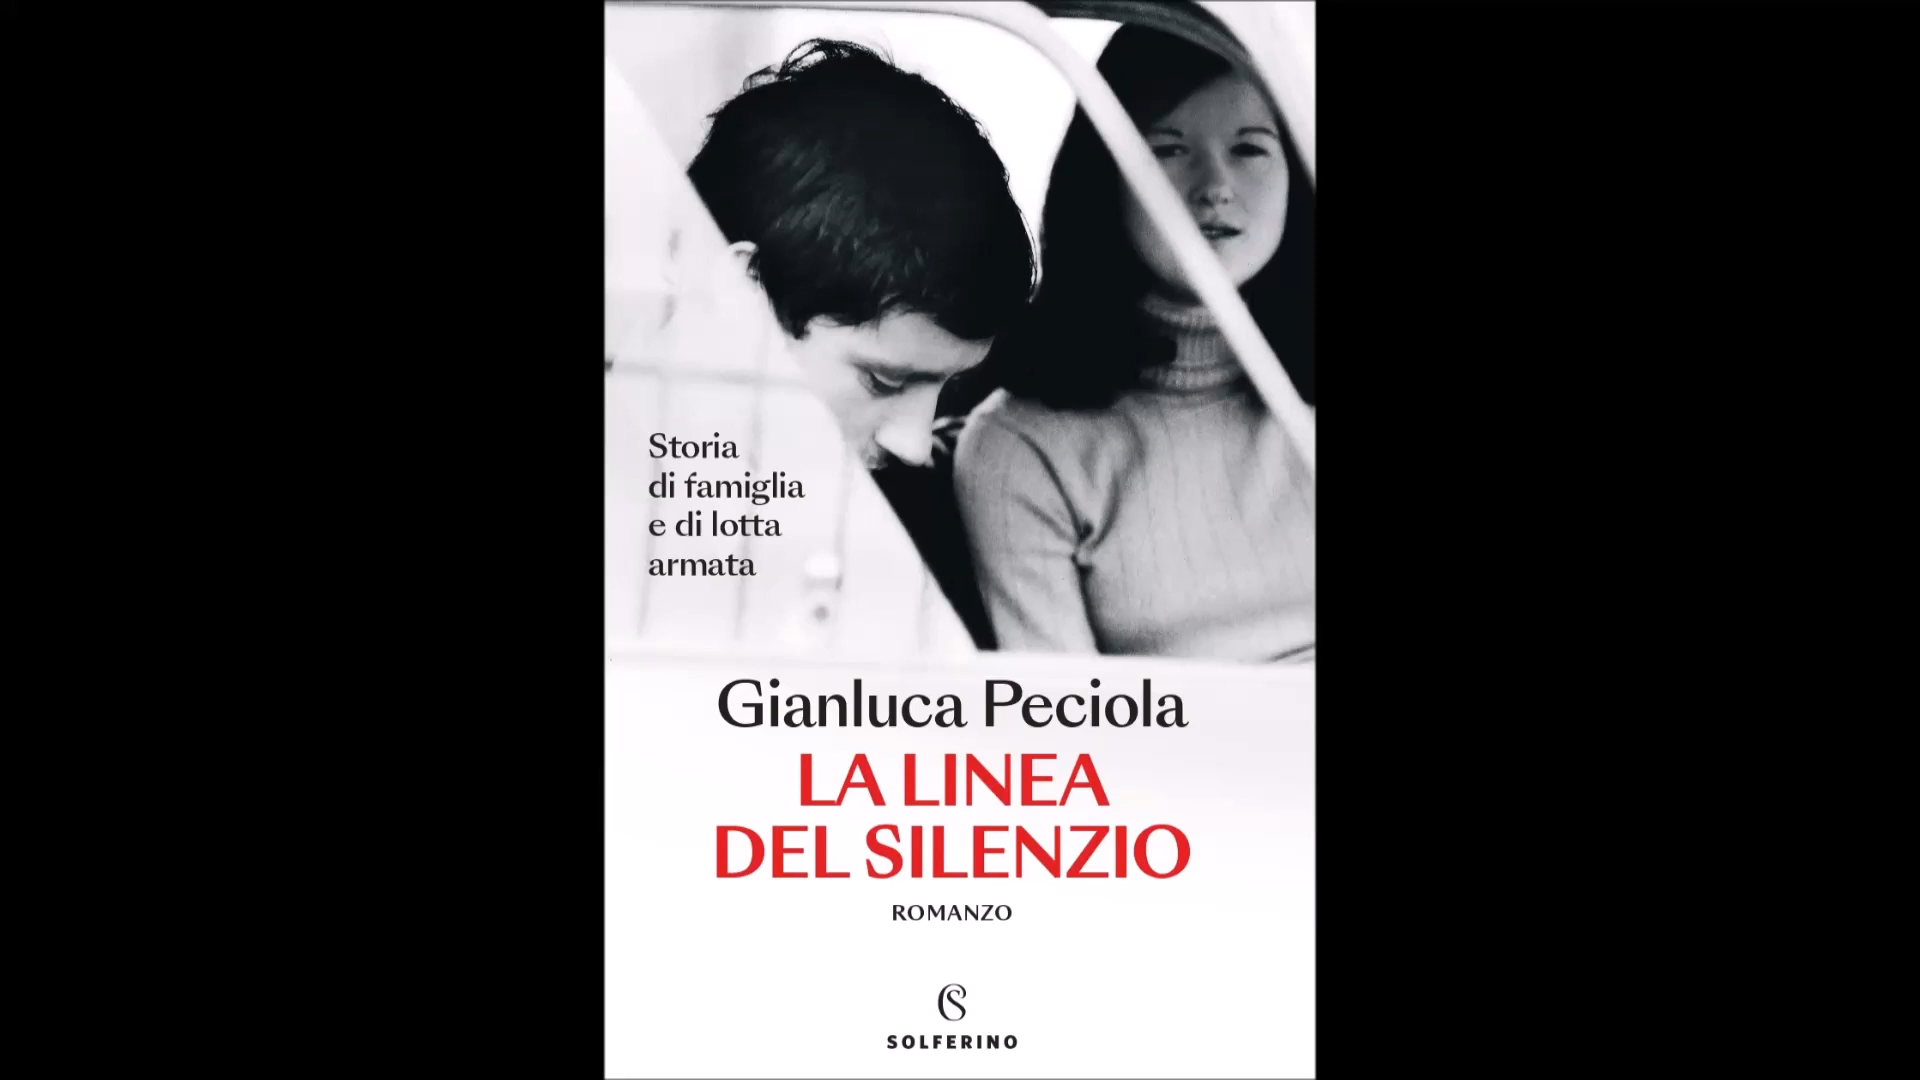 Storia
di famiglia
e di lotta
armata
Gianluca Peciola
LA LINEA
DEL SILENZIO
ROMANZO
SOLFERINO